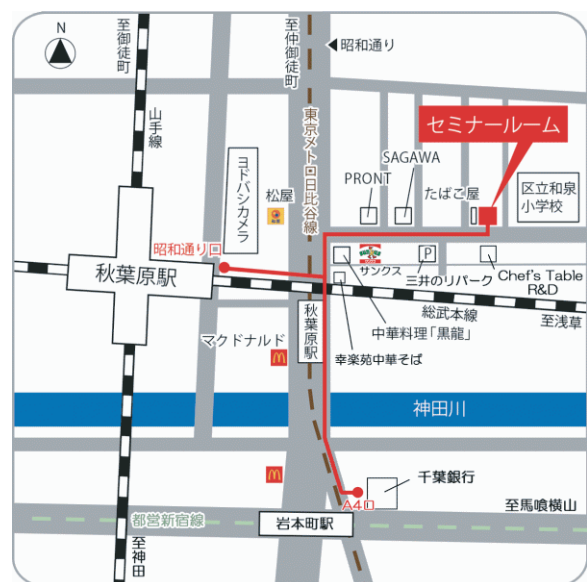 N
至御徒町
至仲御徒町
昭和通り
山手線
東京メトロ日比谷線
セミナールーム
SAGAWA
PRONT
たばこ屋
区立和泉
小学校
ヨドバシカメラ
松屋
昭和通り口
秋葉原駅
サンクス
P
三井のリパーク
Chef's Table
R&D
総武本線
至浅草
中華料理「黒龍」
秋葉原駅
幸楽苑中華そば
マクドナルド
神田川
千葉銀行
A4口
至馬喰横山
都営新宿線
岩本町駅
至神田